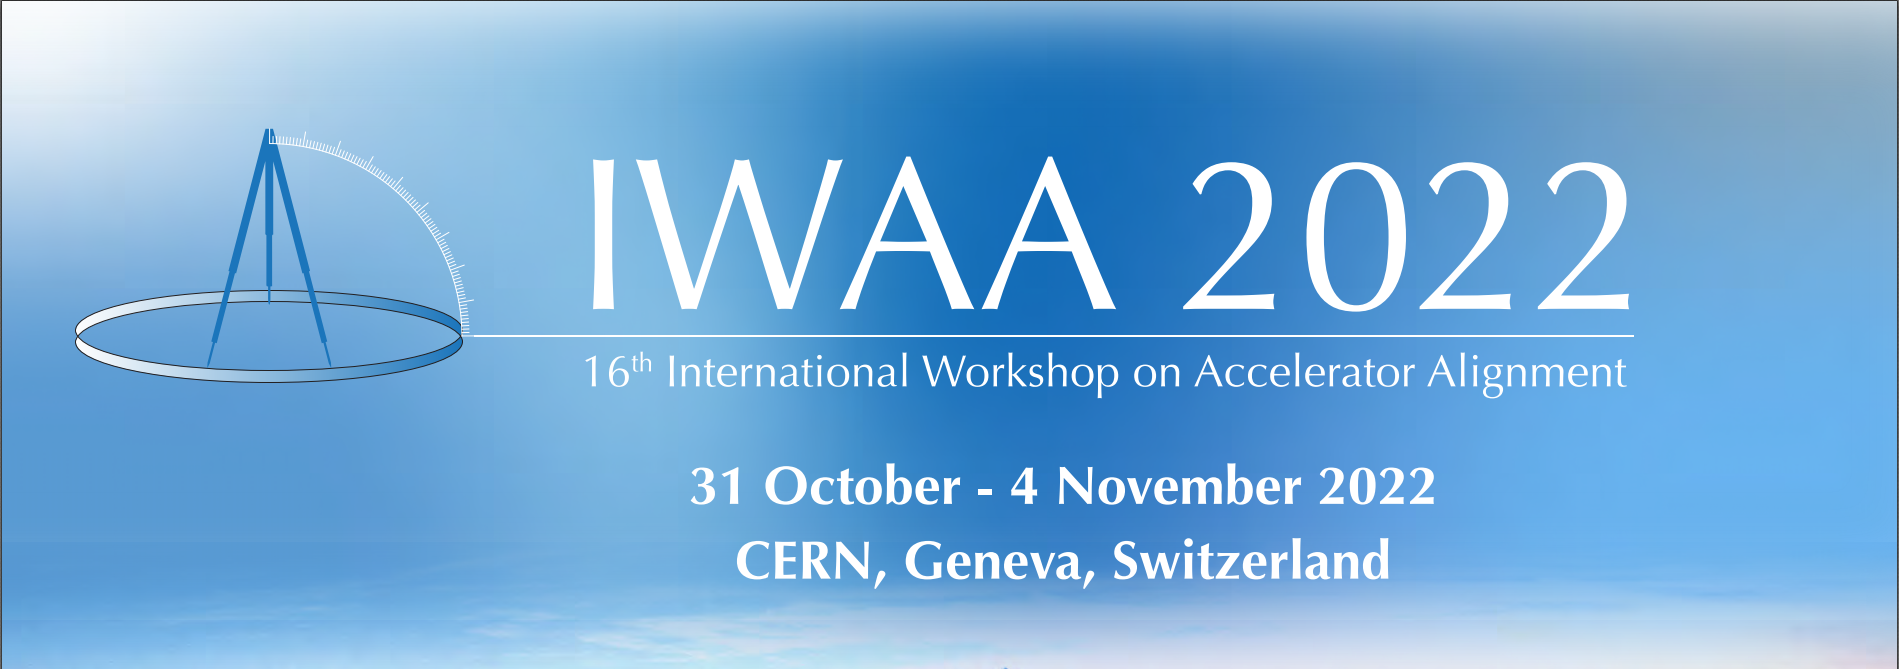 IWAA 2022
16th International Workshop on Accelerator Alignment
31 October - 4 November 2022
CERN, Geneva, Switzerland